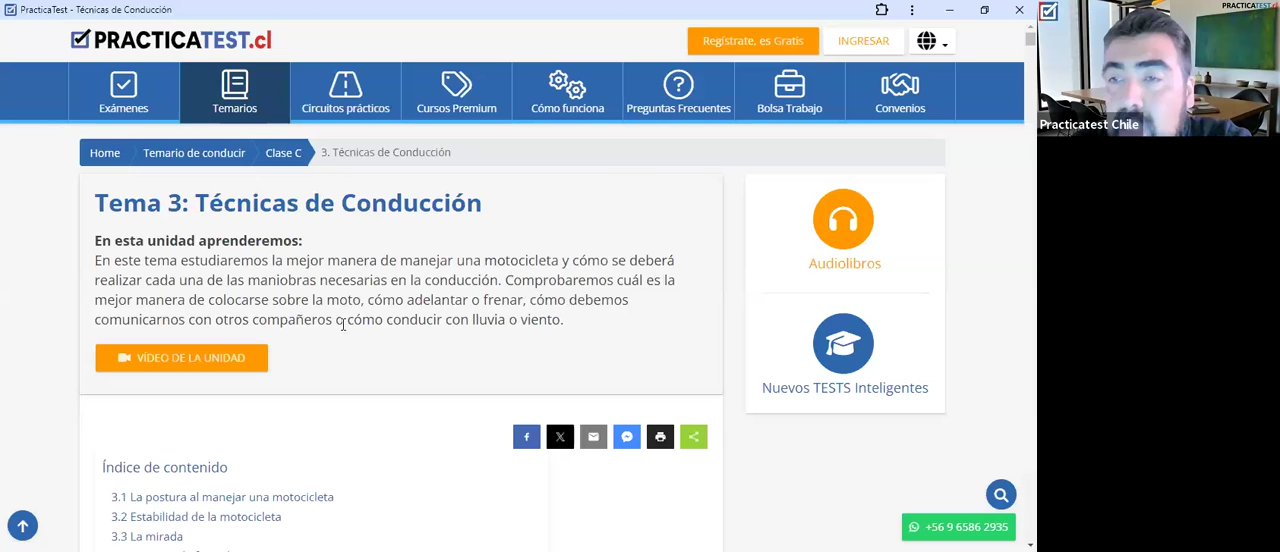 PracticaTest - Técnicas de Conducción
PRACTICATEST.cl
Regístrate, es Gratis
INGRESAR
Exámenes
Temarios
Circuitos prácticos
Cursos Premium
Cómo funciona
Preguntas Frecuentes
Bolsa Trabajo
Convenios
Home
Temario de conducir
Clase C
3. Técnicas de Conducción
Tema 3: Técnicas de Conducción
En esta unidad aprenderemos:
En este tema estudiaremos la mejor manera de manejar una motocicleta y cómo se deberá
realizar cada una de las maniobras necesarias en la conducción. Comprobaremos cuál es la
mejor manera de colocarse sobre la moto, cómo adelantar o frenar, cómo debemos
comunicarnos con otros compañeros o cómo conducir con lluvia o viento.
VÍDEO DE LA UNIDAD
Audiolibros
Nuevos TESTS Inteligentes
Índice de contenido
3.1 La postura al manejar una motocicleta
3.2 Estabilidad de la motocicleta
3.3 La mirada
+56 9 6586 2935
PRACTICATEST.cl
Practicatest Chile